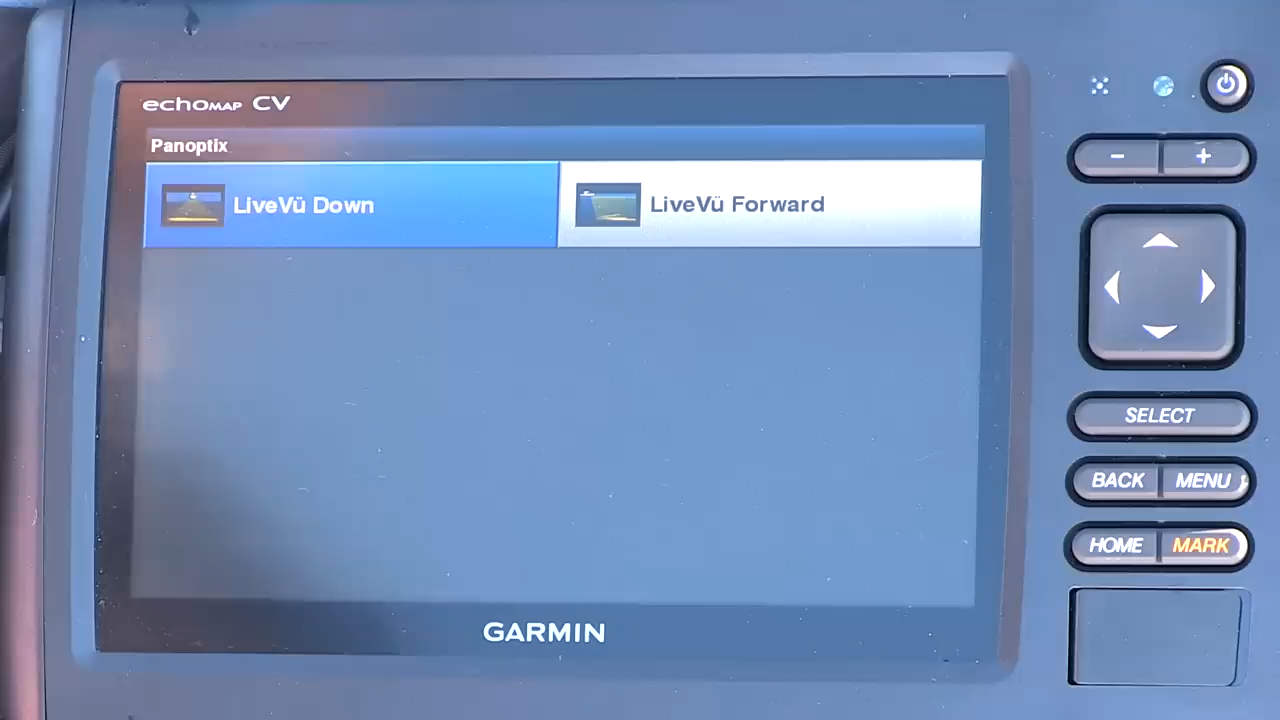 echoMAP CV
Panoptix
LiveVü Down
LiveVü Forward
GARMIN
- +
SELECT
BACK MENU
HOME MARK